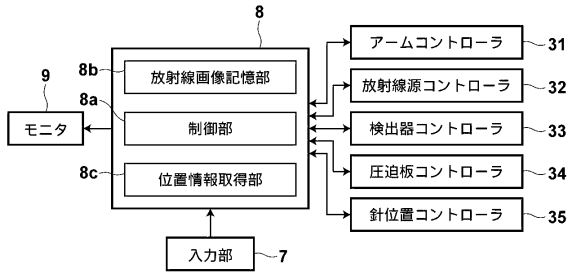 8
9
モニタ
8b
放射線画像記憶部
8a
制御部
8c
位置情報取得部
入力部
7
アームコントローラ
31
放射線源コントローラ
32
検出器コントローラ
33
圧迫板コントローラ
34
針位置コントローラ
35